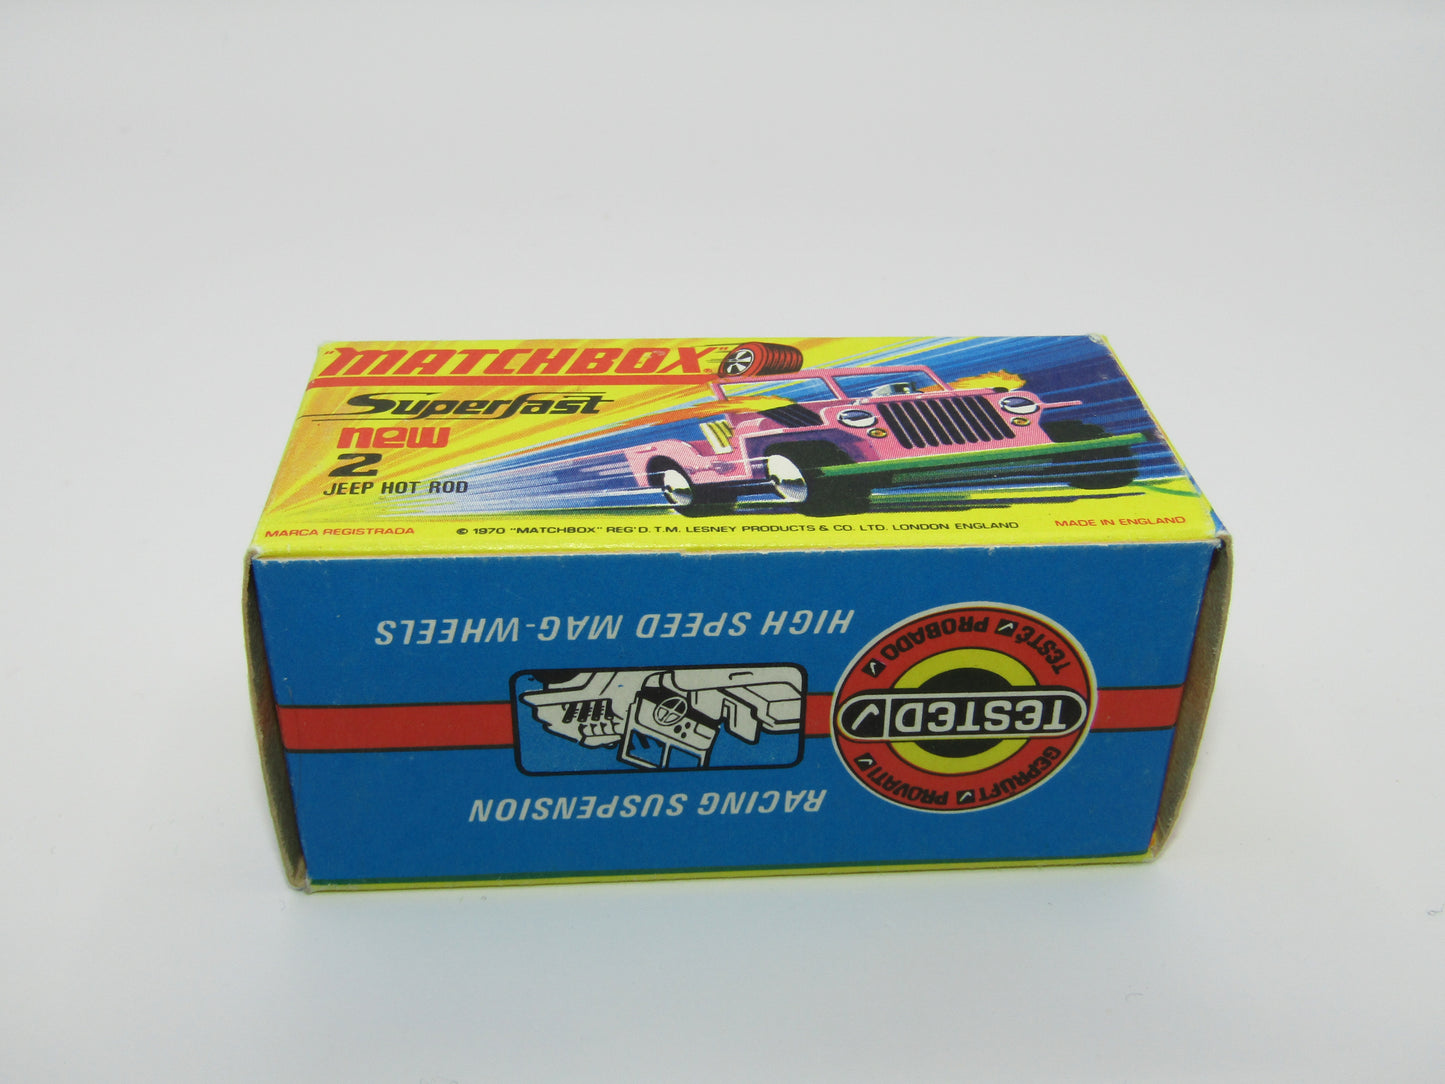 "MATCHBOX"®
Superfast
new
2
JEEP HOT ROD
MARCA REGISTRADA © 1970 "MATCHBOX" REG'D. T.M. LESNEY PRODUCTS & CO. LTD. LONDON ENGLAND MADE IN ENGLAND
RACING SUSPENSION
HIGH SPEED MAG-WHEELS
GEPRÜFT PROVATI
TESTED
TESTÉ PROBADO